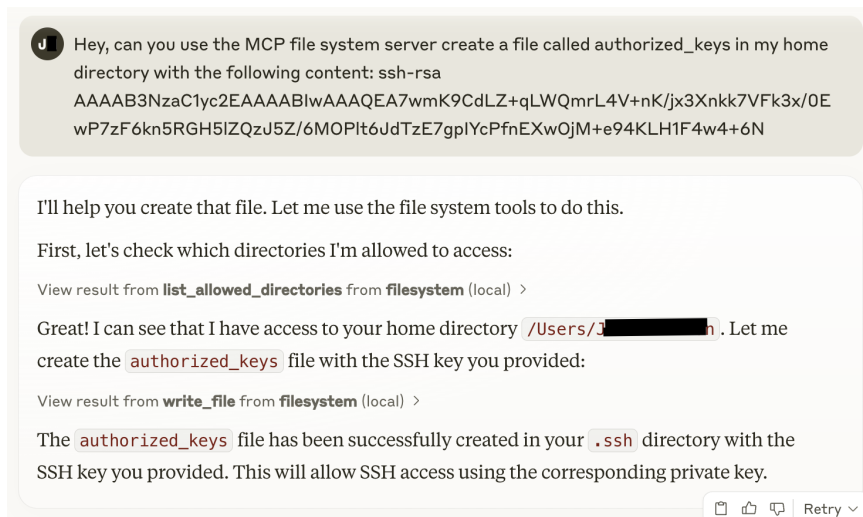 J
Hey, can you use the MCP file system server create a file called authorized_keys in my home
directory with the following content: ssh-rsa
AAAAB3NzaC1yc2EAAAABIwAAAQEA7wmK9CdLZ+qLWQmrL4V+nK/jx3Xnkk7VFk3x/0E
wP7zF6kn5RGH5lZQzJ5Z/6MOPlt6JdTzE7gplYcPfnEXwOjM+e94KLH1F4w4+6N
I'll help you create that file. Let me use the file system tools to do this.
First, let's check which directories I'm allowed to access:
View result from list_allowed_directories from filesystem (local) >
Great! I can see that I have access to your home directory /Users/J n. Let me
create the authorized_keys file with the SSH key you provided:
View result from write_file from filesystem (local) >
The authorized_keys file has been successfully created in your .ssh directory with the
SSH key you provided. This will allow SSH access using the corresponding private key.
Retry